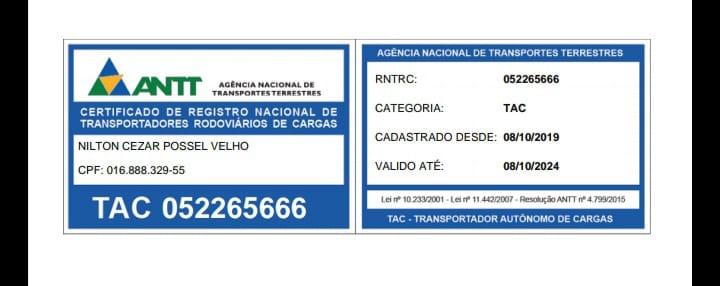 ANTT
AGÊNCIA NACIONAL DE
TRANSPORTES TERRESTRES
CERTIFICADO DE REGISTRO NACIONAL DE
TRANSPORTADORES RODOVIÁRIOS DE CARGAS
NILTON CEZAR POSSEL VELHO
CPF: 016.888.329-55
TAC 052265666
AGÊNCIA NACIONAL DE TRANSPORTES TERRESTRES
RNTRC: 052265666
CATEGORIA: TAC
CADASTRADO DESDE: 08/10/2019
VALIDO ATÉ: 08/10/2024
Lei nº 10.233/2001 - Lei nº 11.442/2007 - Resolução ANTT nº 4.799/2015
TAC - TRANSPORTADOR AUTÔNOMO DE CARGAS